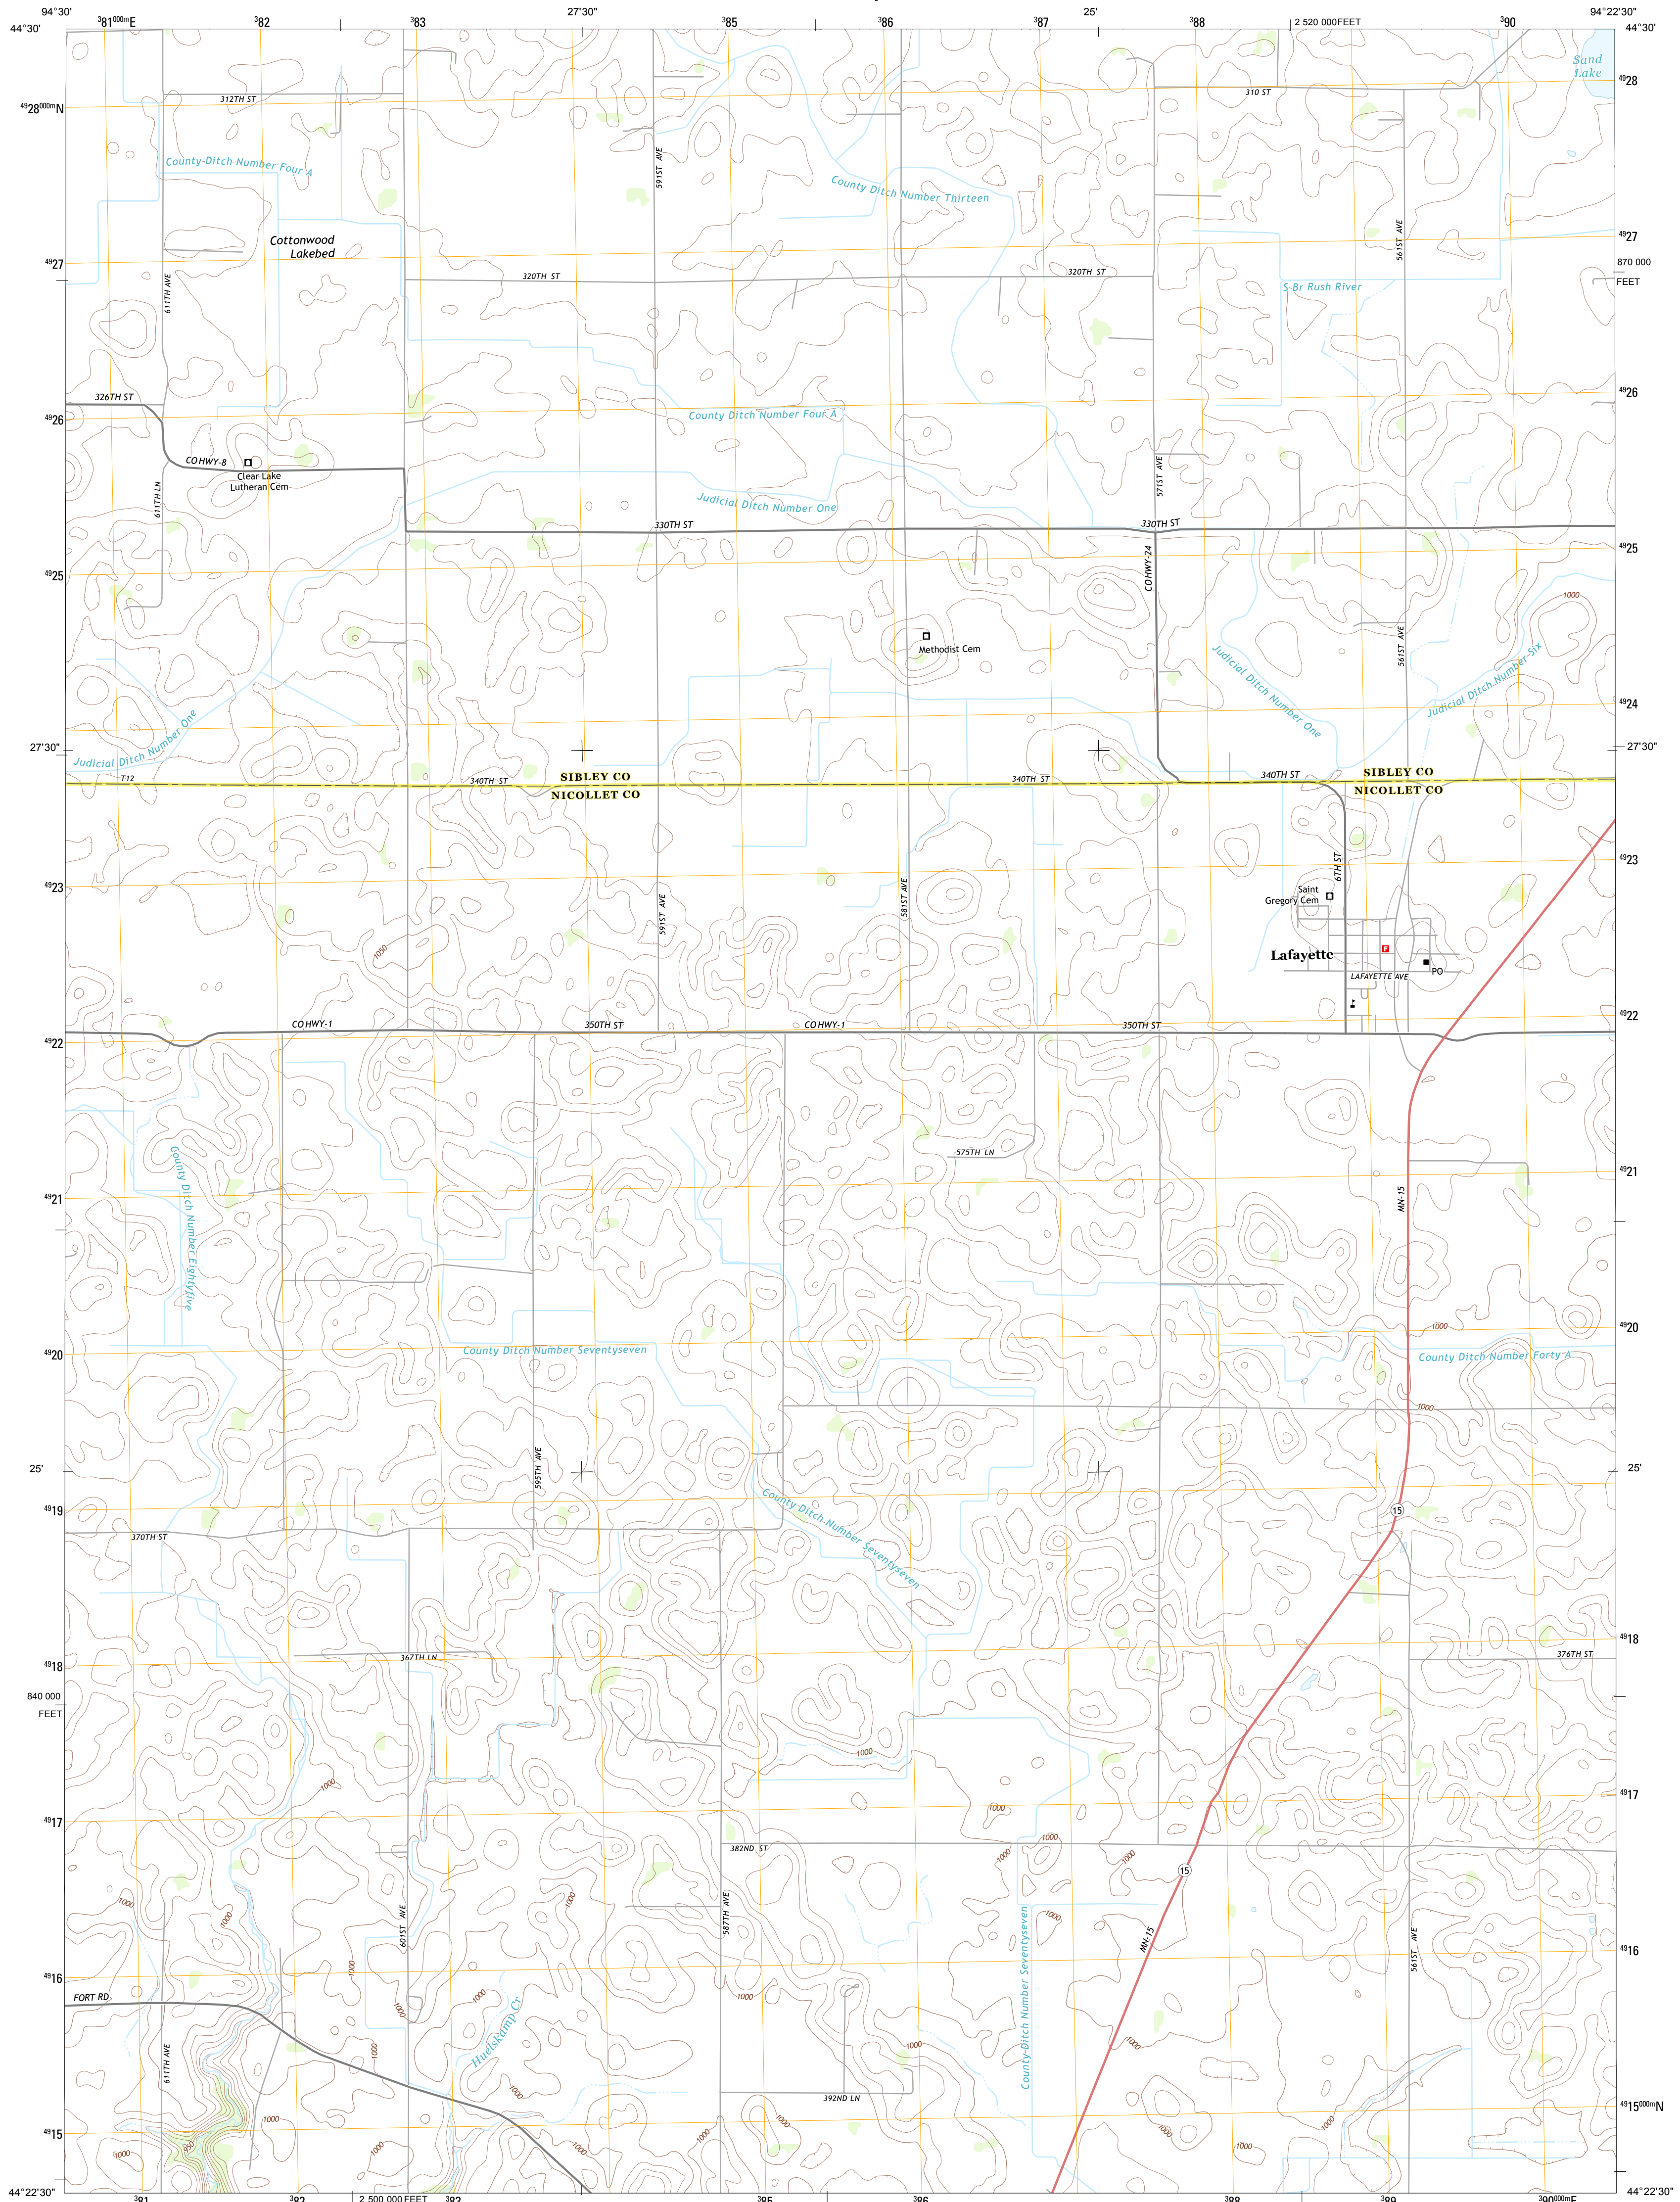 94°30'
³81⁰⁰⁰ᵐE
³82
³83
27'30"
³85
³86
³87
25'
³88
2 520 000 FEET
³90
94°22'30"
44°30'
44°30'
Sand
Lake
⁴⁹28
⁴⁹28⁰⁰⁰ᵐN
312TH ST
310 ST
591ST AVE
County Ditch Number Four A
County Ditch Number Thirteen
561ST AVE
Cottonwood
Lakebed
⁴⁹27
⁴⁹27
870 000
FEET
320TH ST
320TH ST
611TH AVE
S Br Rush River
326TH ST
⁴⁹26
⁴⁹26
County Ditch Number Four A
CO HWY-8
Clear Lake
Lutheran Cem
611TH LN
571ST AVE
Judicial Ditch Number One
330TH ST
330TH ST
⁴⁹25
⁴⁹25
CO HWY-24
1000
Methodist Cem
561ST AVE
Judicial Ditch Number One
Judicial Ditch Number Six
⁴⁹24
Judicial Ditch Number One
27'30"
27'30"
T12
340TH ST
SIBLEY CO
NICOLLET CO
340TH ST
340TH ST
SIBLEY CO
NICOLLET CO
⁴⁹23
⁴⁹23
6TH ST
Saint
Gregory Cem
591ST AVE
581ST AVE
1050
Lafayette
F
PO
LAFAYETTE AVE
⁴⁹22
⁴⁹22
CO HWY-1
350TH ST
CO HWY-1
350TH ST
575TH LN
County Ditch Number Eightyfive
⁴⁹21
⁴⁹21
MN-15
⁴⁹20
⁴⁹20
1000
County Ditch Number Seventyseven
County Ditch Number Forty A
1000
595TH AVE
25'
25'
County Ditch Number Seventyseven
⁴⁹19
15
370TH ST
⁴⁹18
⁴⁹18
367TH LN
376TH ST
840 000
FEET
1000
1000
⁴⁹17
⁴⁹17
1000
1000
382ND ST
1000
1000
15
1000
1000
1000
587TH AVE
601ST AVE
1000
County Ditch Number Seventyseven
MN-15
561ST AVE
⁴⁹16
⁴⁹16
1000
FORT RD
1000
1000
1000
Huelskamp Cr
1000
1000
1000
611TH AVE
1000
392ND LN
⁴⁹15⁰⁰⁰ᵐN
⁴⁹15
1000
1000
1000
950
1000
1000
1000
1000
1000
1000
44°22'30"
44°22'30"
³81
³82
2 500 000 FEET
³83
³85
³86
³88
³89
³90⁰⁰⁰ᵐE